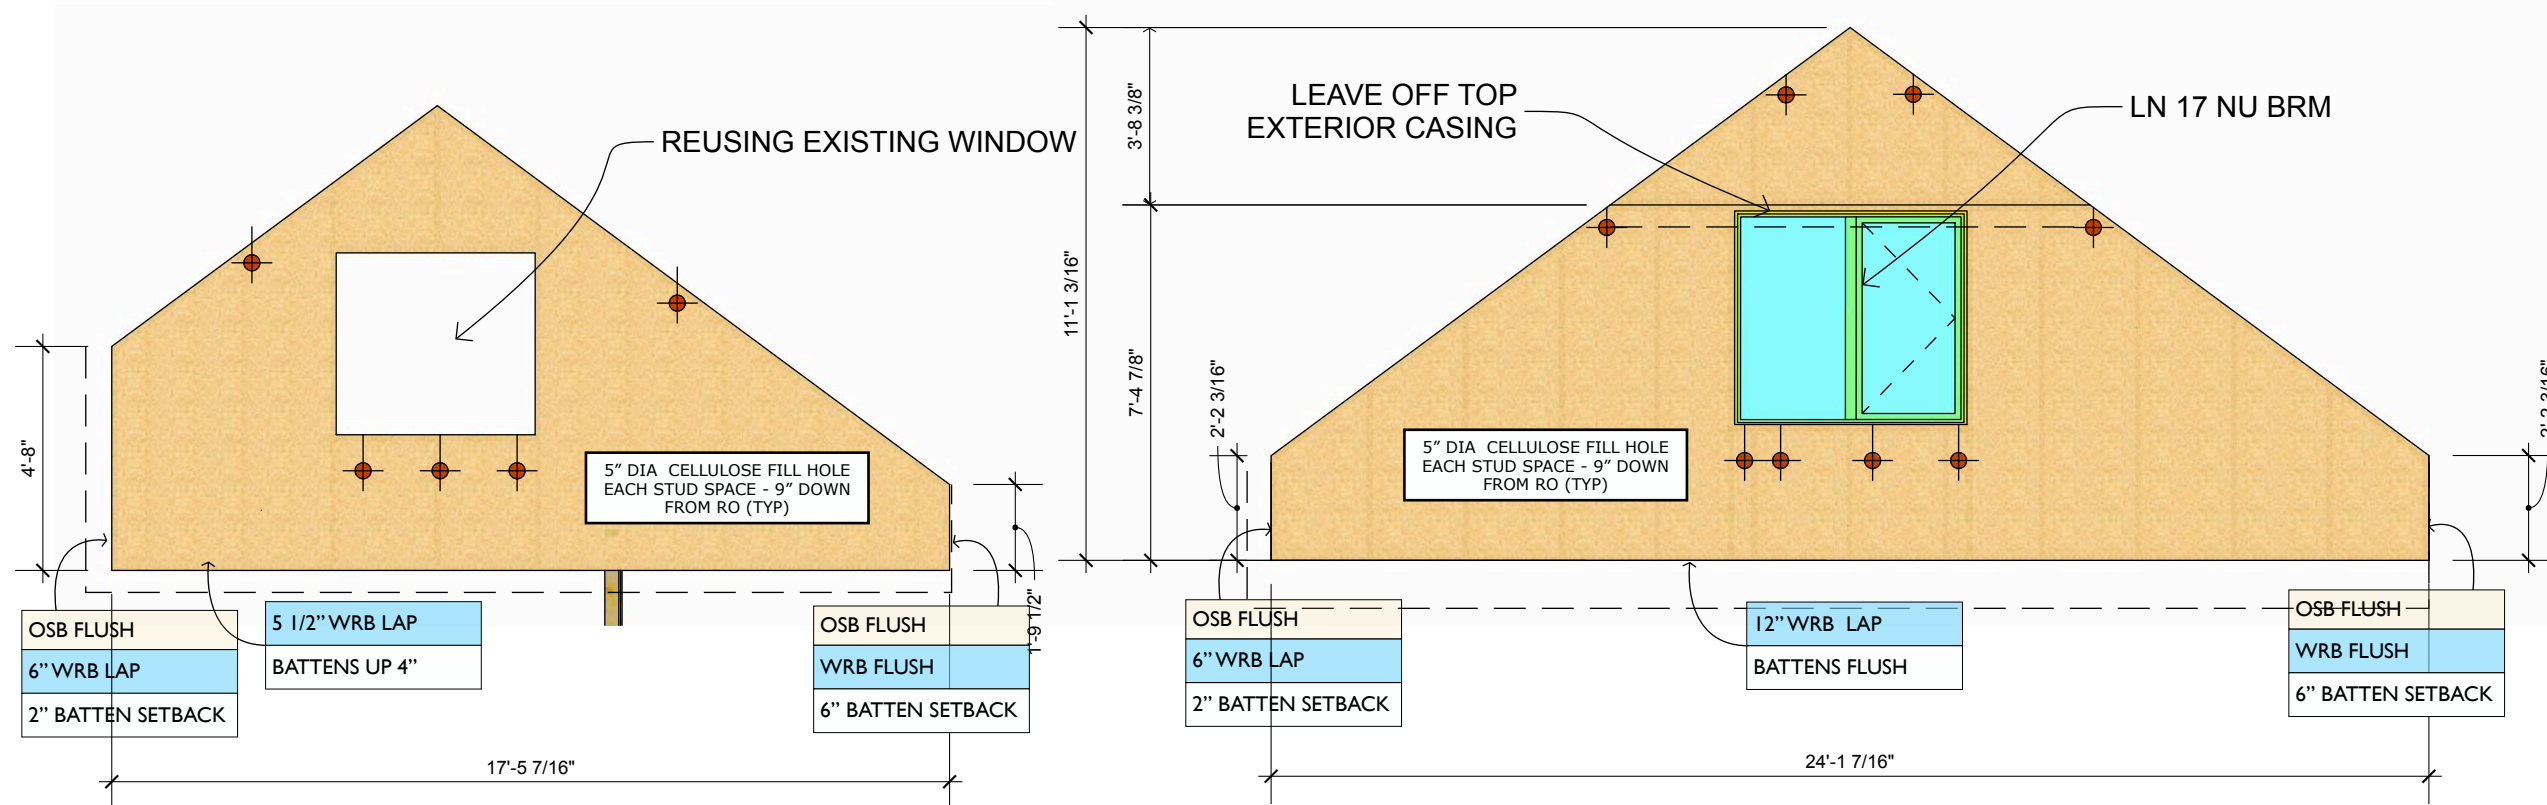 REUSING EXISTING WINDOW
4'-8"
5” DIA CELLULOSE FILL HOLE
EACH STUD SPACE - 9” DOWN
FROM RO (TYP)
1'-9 1/2"
OSB FLUSH
6” WRB LAP
2” BATTEN SETBACK
5 1/2” WRB LAP
BATTENS UP 4”
OSB FLUSH
WRB FLUSH
6” BATTEN SETBACK
17'-5 7/16"
LEAVE OFF TOP
EXTERIOR CASING
LN 17 NU BRM
3'-8 3/8"
11'-1 3/16"
7'-4 7/8"
2'-2 3/16"
5” DIA CELLULOSE FILL HOLE
EACH STUD SPACE - 9” DOWN
FROM RO (TYP)
2'-2 3/16"
OSB FLUSH
6” WRB LAP
2” BATTEN SETBACK
12” WRB LAP
BATTENS FLUSH
OSB FLUSH
WRB FLUSH
6” BATTEN SETBACK
24'-1 7/16"